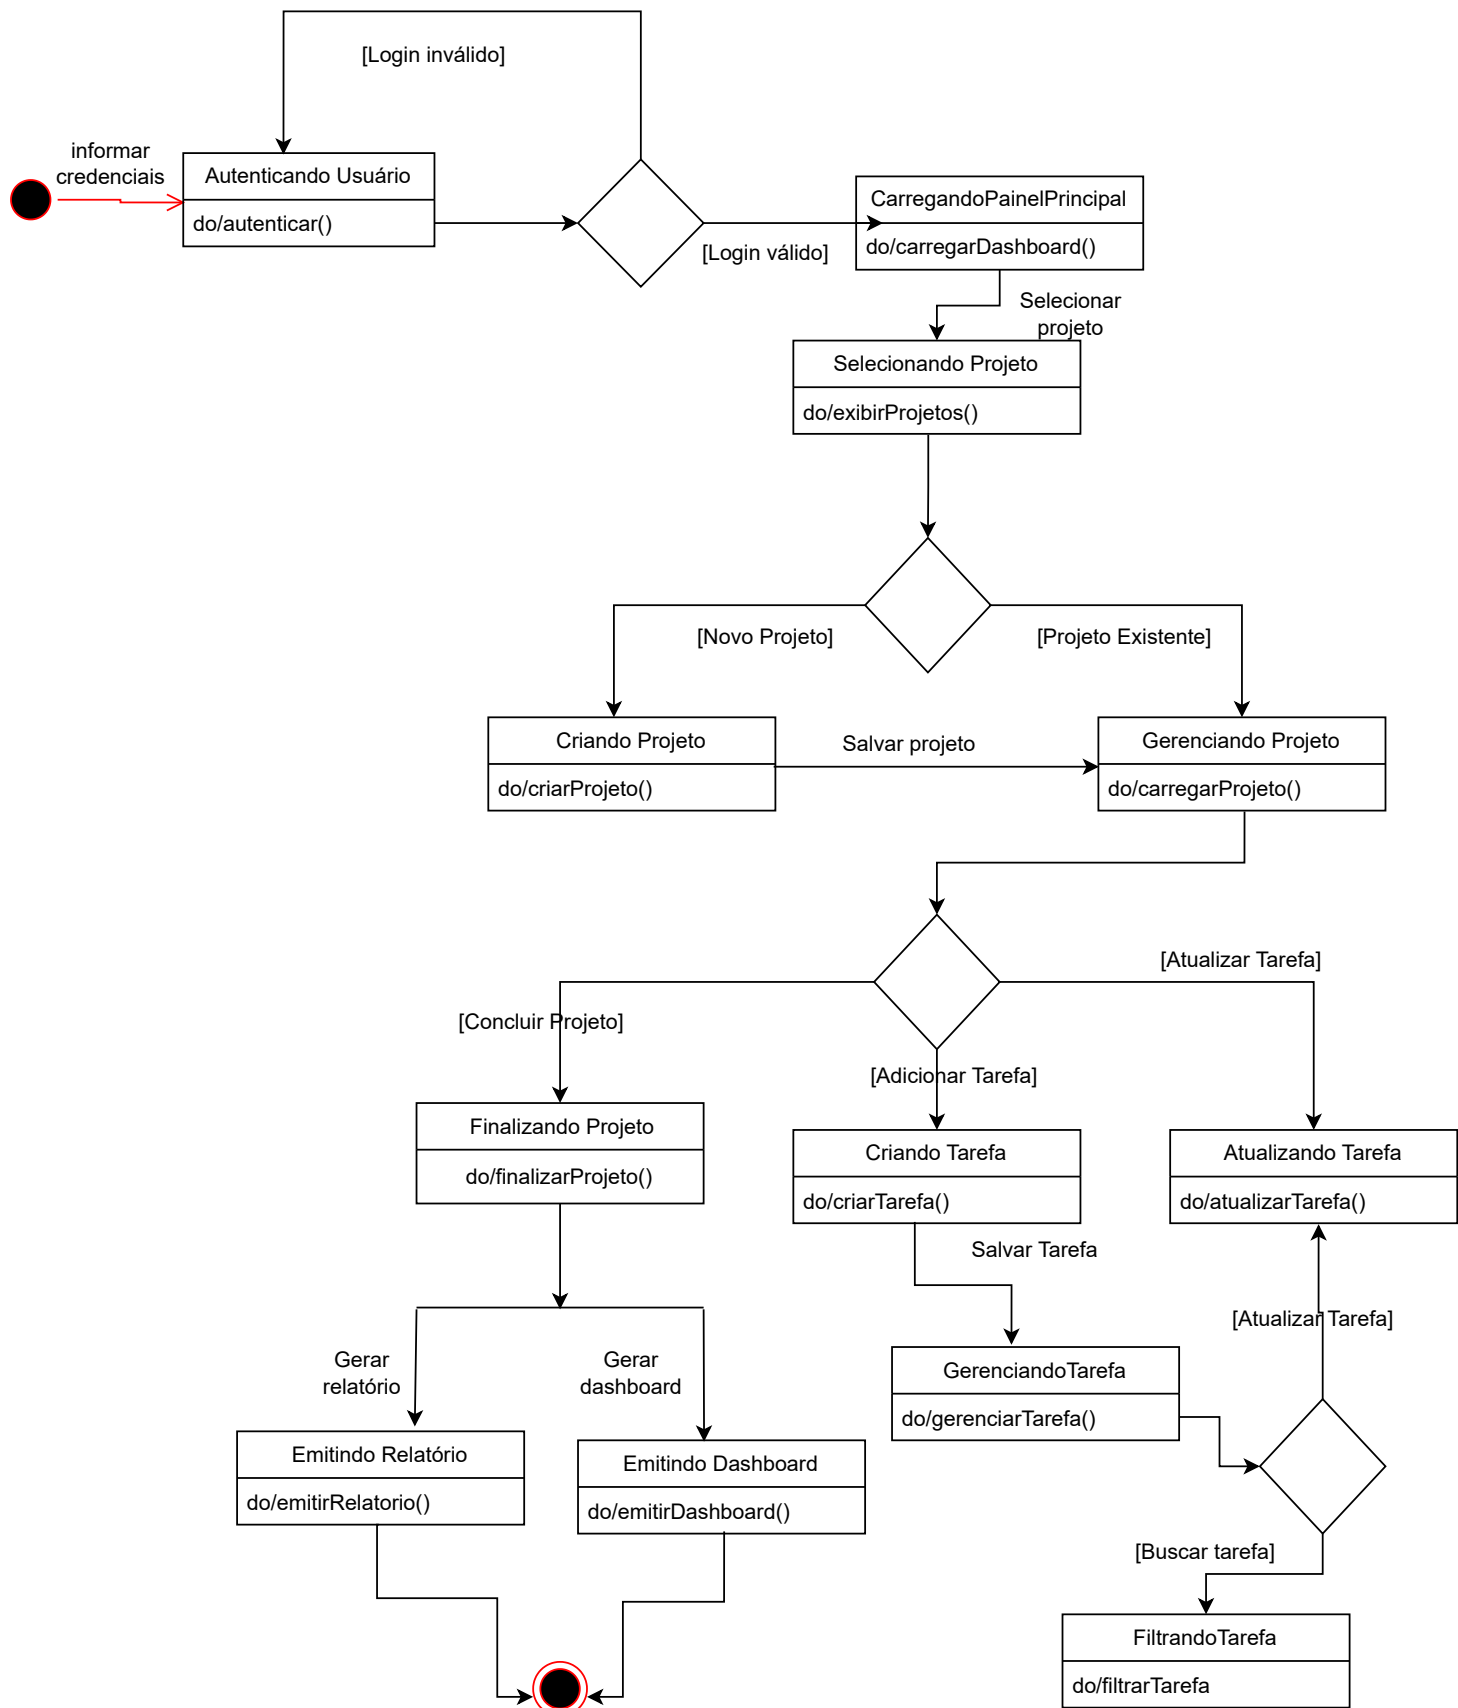 [Login inválido]
informar
credenciais
Autenticando Usuário
do/autenticar()
[Login válido]
CarregandoPainelPrincipal
do/carregarDashboard()
Selecionar
projeto
Selecionando Projeto
do/exibirProjetos()
[Novo Projeto]
[Projeto Existente]
Criando Projeto
do/criarProjeto()
Salvar projeto
Gerenciando Projeto
do/carregarProjeto()
[Atualizar Tarefa]
[Concluir Projeto]
[Adicionar Tarefa]
Finalizando Projeto
do/finalizarProjeto()
Criando Tarefa
do/criarTarefa()
Atualizando Tarefa
do/atualizarTarefa()
Salvar Tarefa
[Atualizar Tarefa]
Gerar
relatório
Gerar
dashboard
GerenciandoTarefa
do/gerenciarTarefa()
Emitindo Relatório
do/emitirRelatorio()
Emitindo Dashboard
do/emitirDashboard()
[Buscar tarefa]
FiltrandoTarefa
do/filtrarTarefa